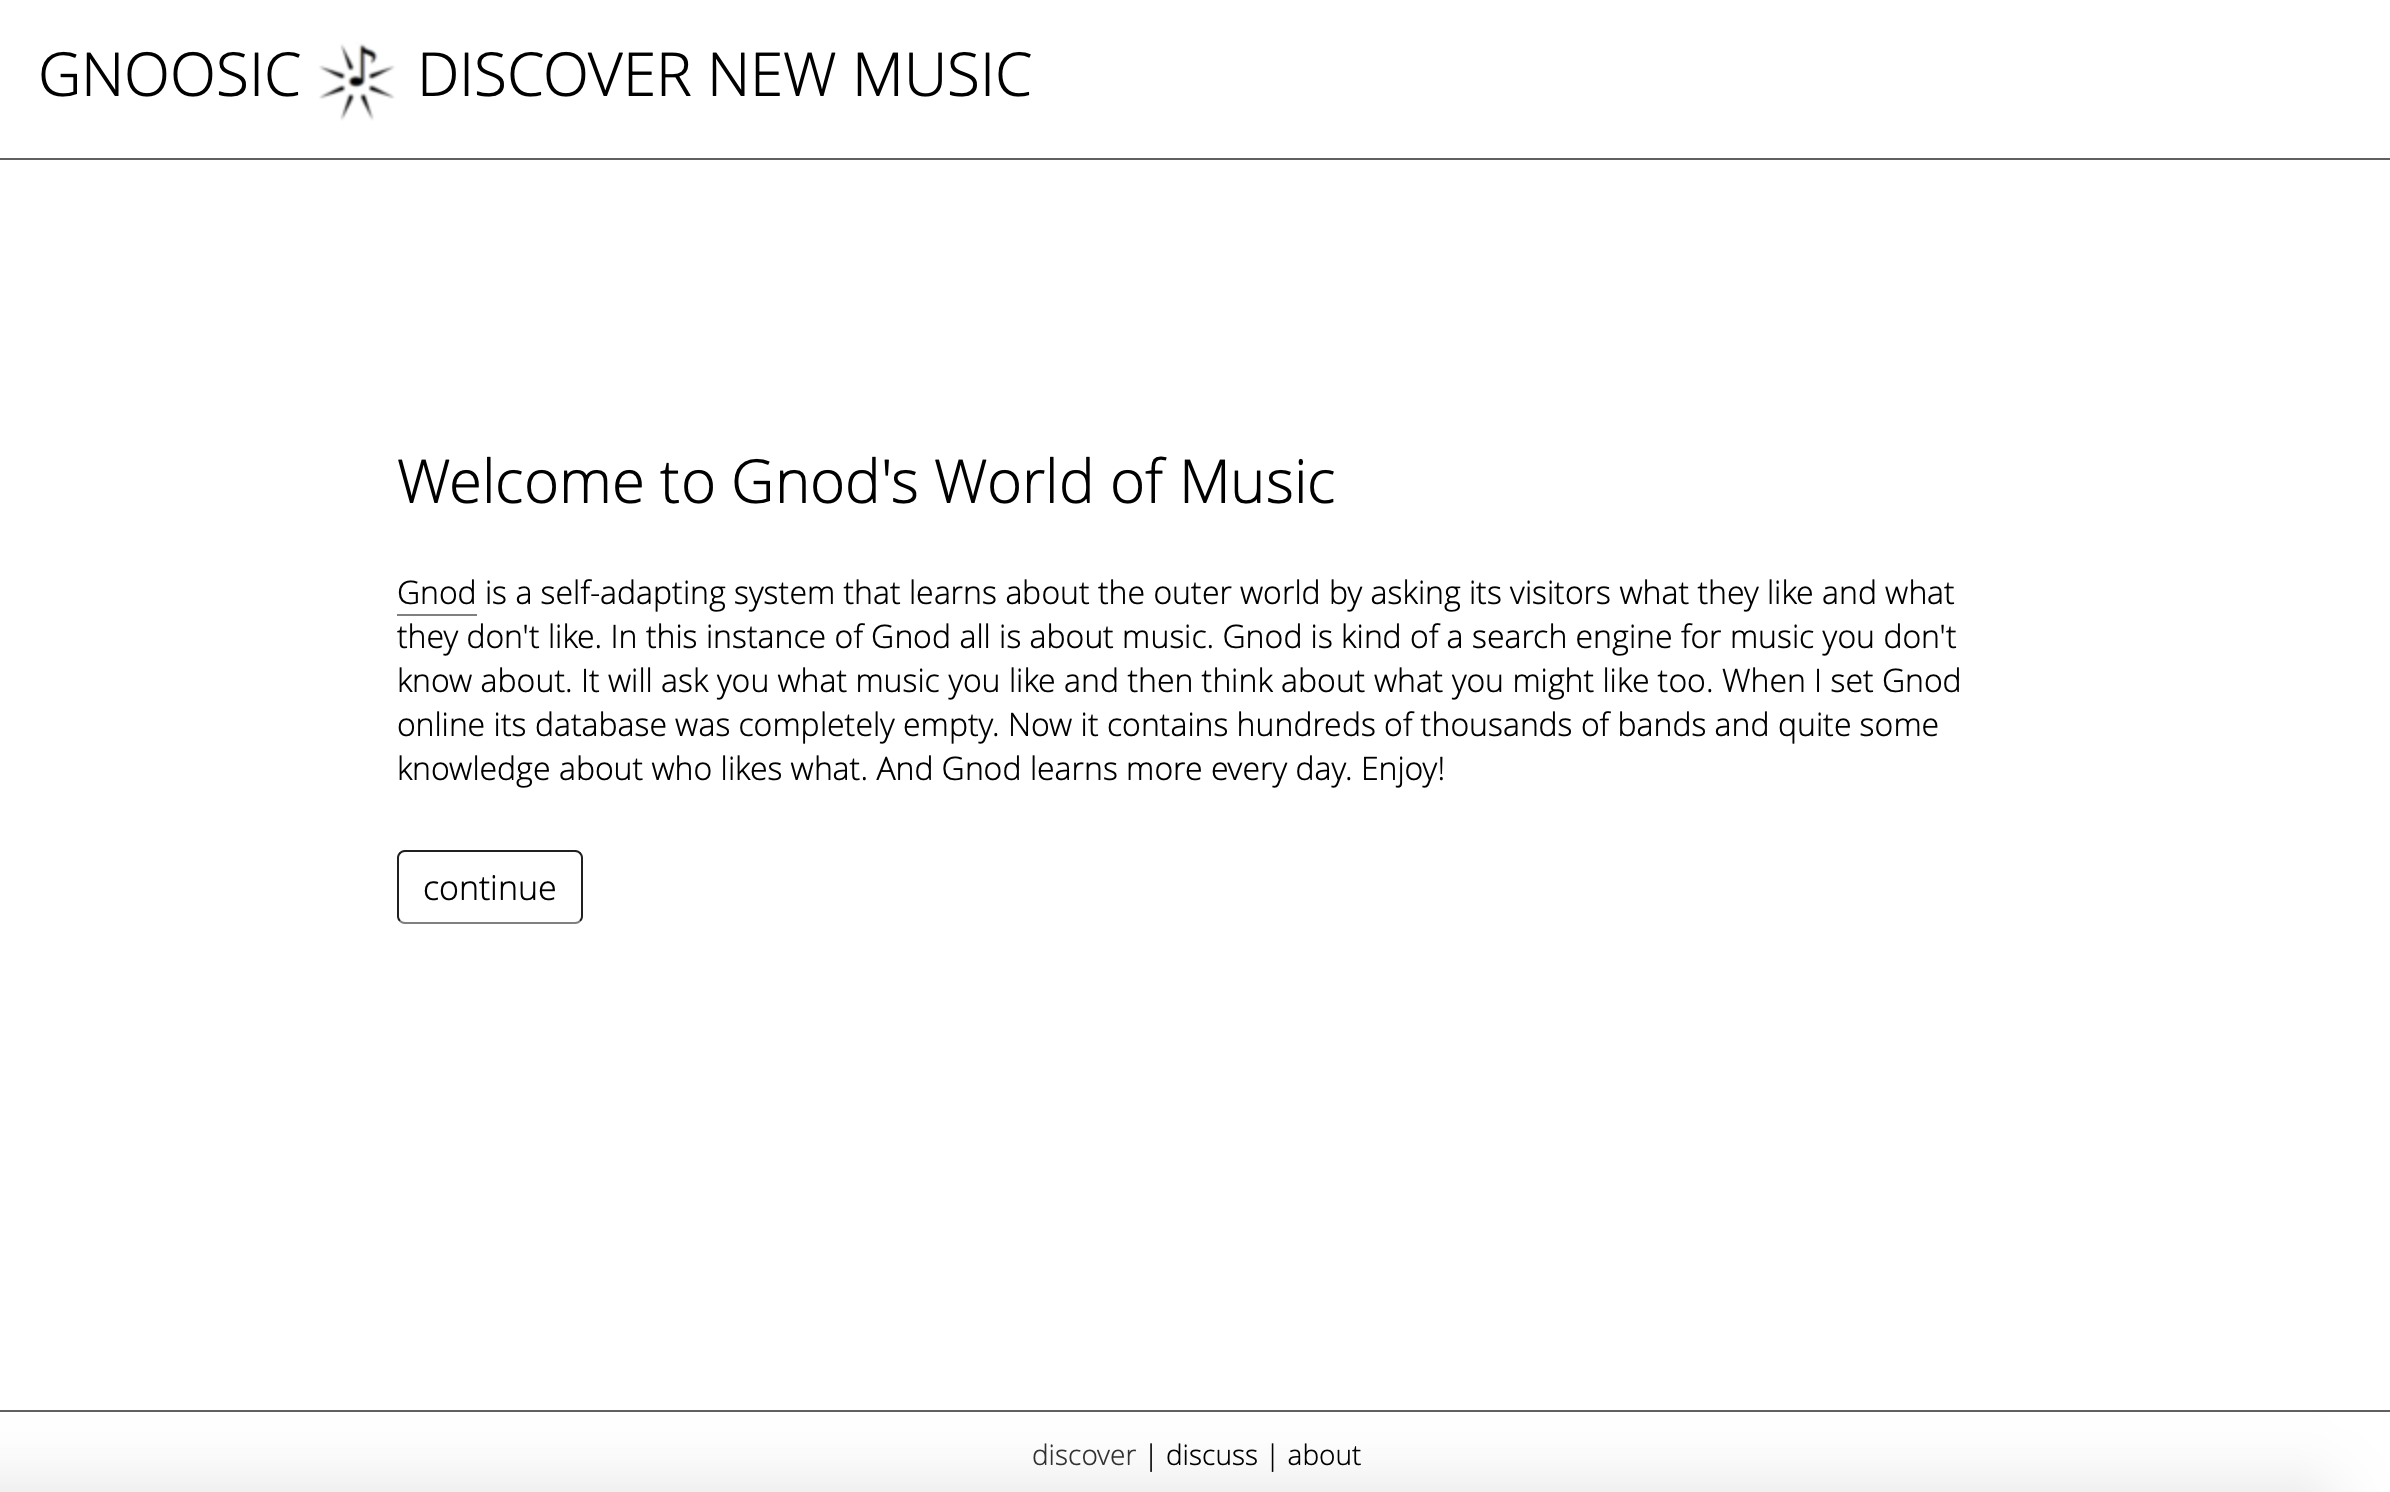 GNOOSIC DISCOVER NEW MUSIC
Welcome to Gnod's World of Music
Gnod is a self-adapting system that learns about the outer world by asking its visitors what they like and what
they don't like. In this instance of Gnod all is about music. Gnod is kind of a search engine for music you don't
know about. It will ask you what music you like and then think about what you might like too. When I set Gnod
online its database was completely empty. Now it contains hundreds of thousands of bands and quite some
knowledge about who likes what. And Gnod learns more every day. Enjoy!
continue
discover | discuss | about